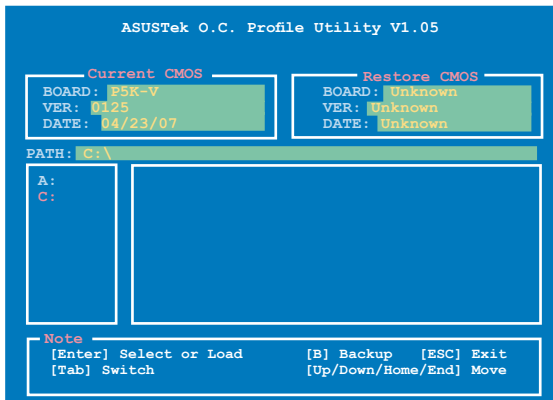 ASUSTek O.C. Profile Utility V1.05
Current CMOS
BOARD: P5K-V
VER: 0125
DATE: 04/23/07
Restore CMOS
BOARD: Unknown
VER: Unknown
DATE: Unknown
PATH: C:\
A:
C:
Note
[Enter] Select or Load [B] Backup [ESC] Exit
[Tab] Switch [Up/Down/Home/End] Move